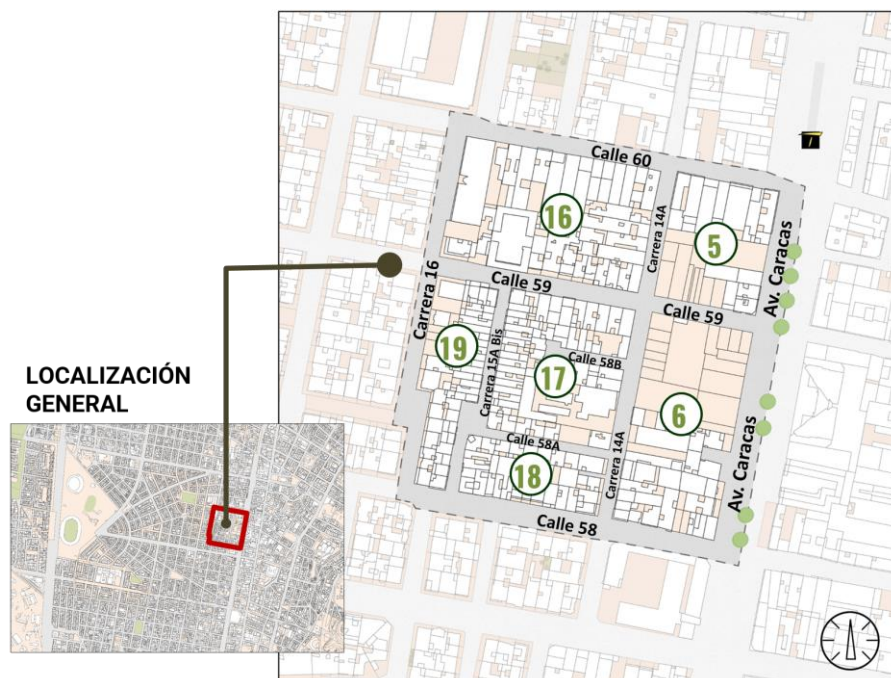 Calle 60
16
Carrera 14A
5
Av. Caracas
Carrera 16
Calle 59
Calle 59
19
Carrera 15A Bis
Calle 58B
17
6
LOCALIZACIÓN
GENERAL
Calle 58A
Carrera 14A
18
Av. Caracas
Calle 58